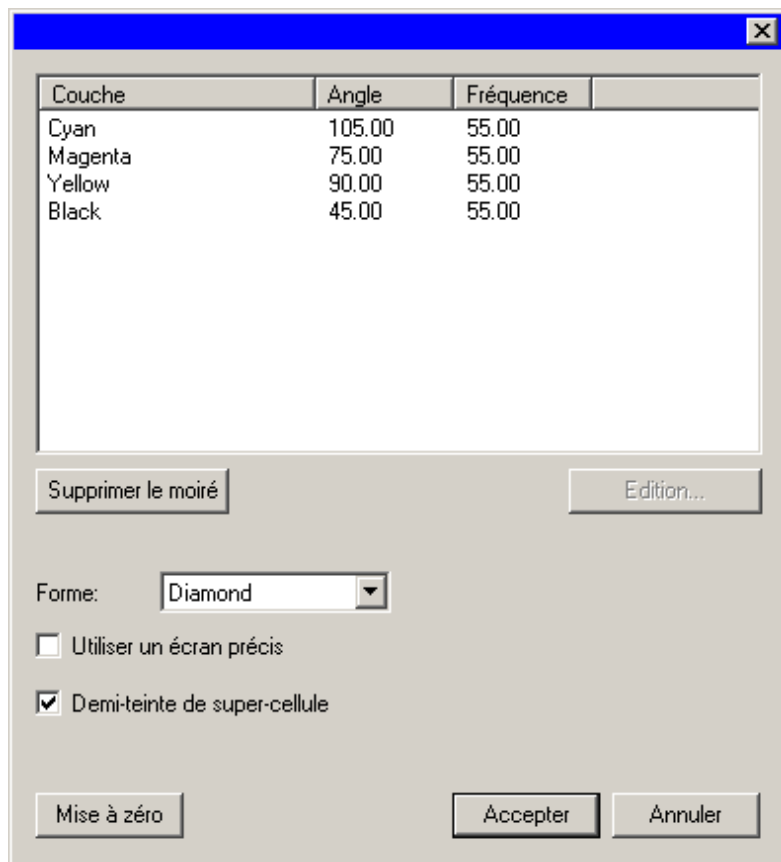 Couche Angle Fréquence
Cyan 105.00 55.00
Magenta 75.00 55.00
Yellow 90.00 55.00
Black 45.00 55.00
Supprimer le moiré Edition...
Forme: Diamond
Utiliser un écran précis
Demi-teinte de super-cellule
Mise à zéro Accepter Annuler